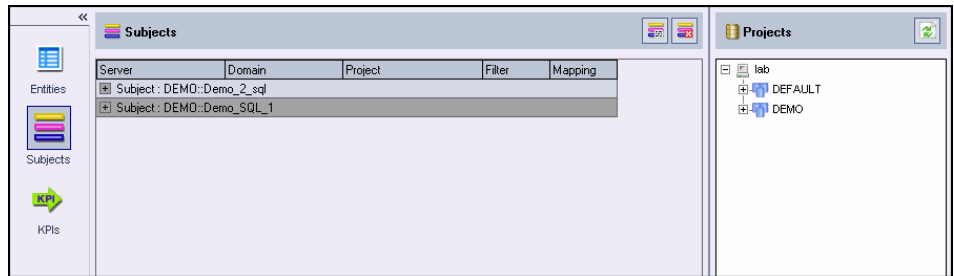 «
Entities
Subjects
KPI
KPIs
Subjects
Server Domain Project Filter Mapping
Subject : DEMO::Demo_2_sql
Subject : DEMO::Demo_SQL_1
Projects
lab
DEFAULT
DEMO